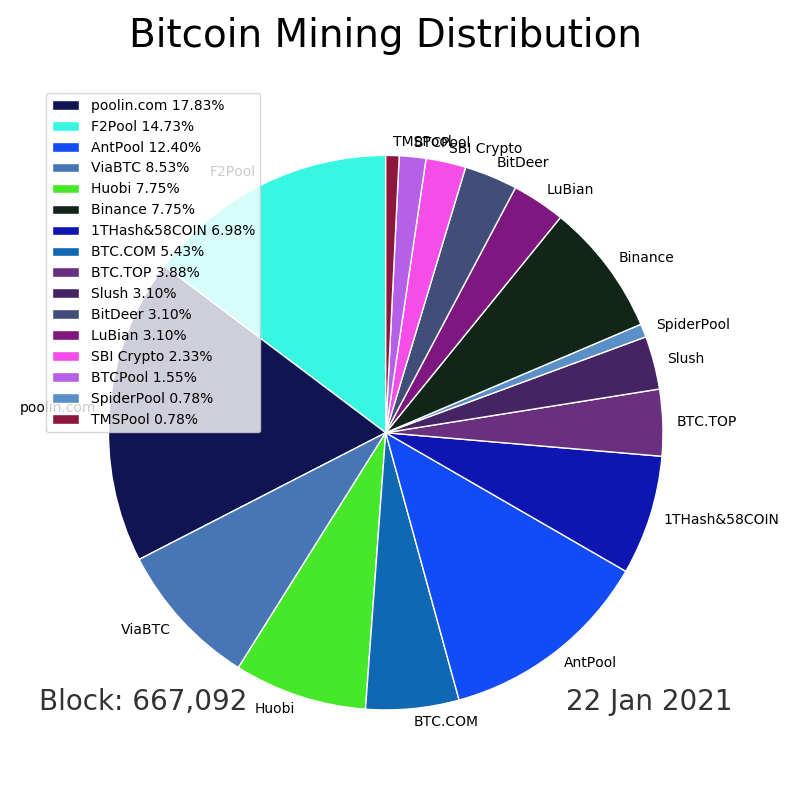 Bitcoin Mining Distribution
poolin.com 17.83%
F2Pool 14.73%
AntPool 12.40%
ViaBTC 8.53%
Huobi 7.75%
Binance 7.75%
1THash&58COIN 6.98%
BTC.COM 5.43%
BTC.TOP 3.88%
Slush 3.10%
BitDeer 3.10%
LuBian 3.10%
SBI Crypto 2.33%
BTCPool 1.55%
SpiderPool 0.78%
TMSPool 0.78%
TMSPool
BTCPool
SBI Crypto
BitDeer
LuBian
Binance
SpiderPool
Slush
BTC.TOP
1THash&58COIN
AntPool
BTC.COM
Huobi
ViaBTC
poolin.com
F2Pool
Block: 667,092
22 Jan 2021